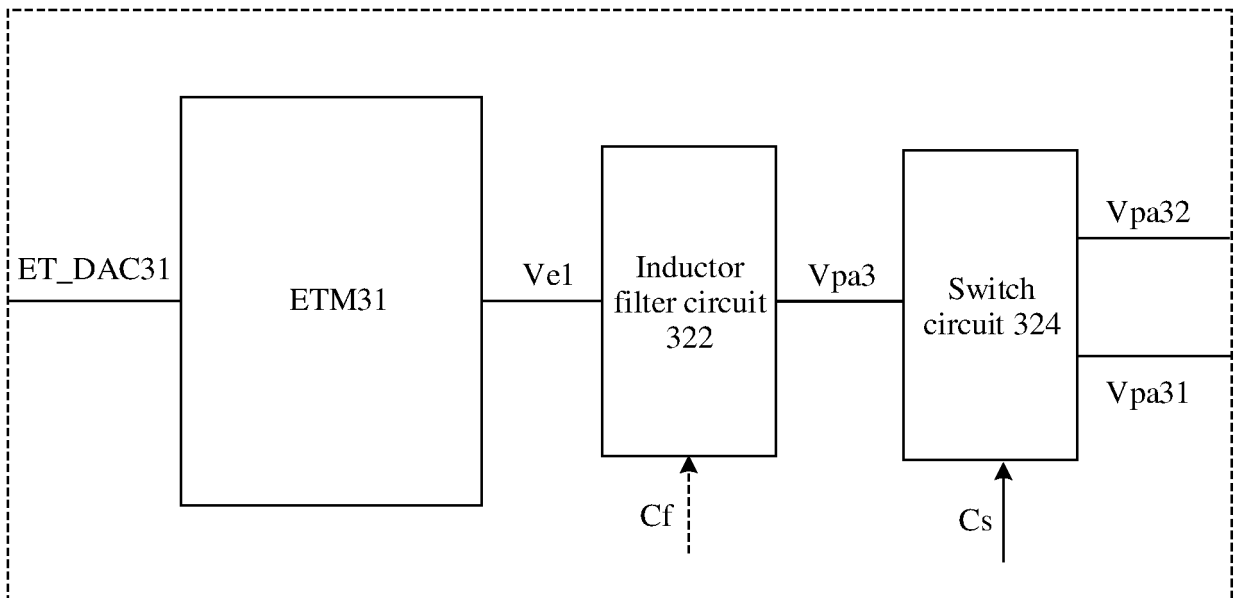 ET_DAC31
ETM31
Ve1
Inductor
filter circuit
322
Vpa3
Switch
circuit 324
Vpa32
Vpa31
Cf
Cs